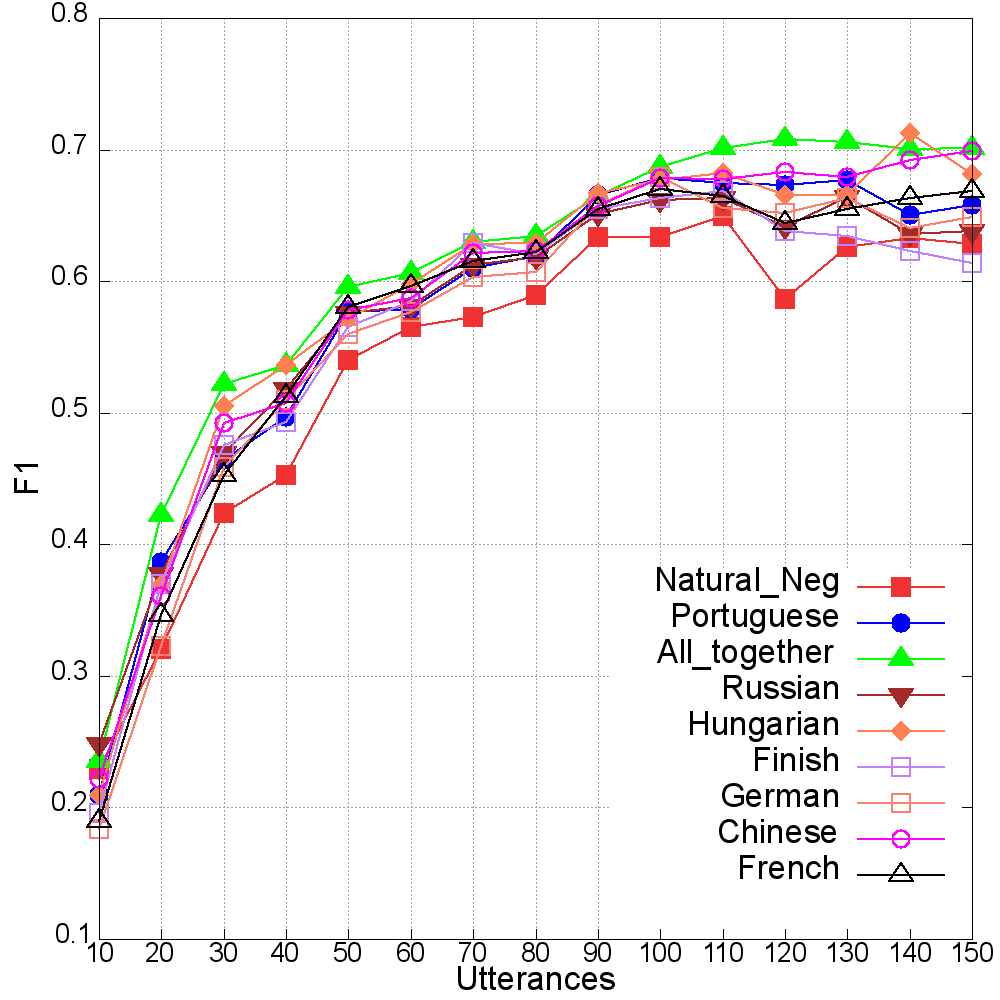 0.8
0.7
0.6
0.5
0.4
0.3
0.2
0.1
F1
Natural_Neg
Portuguese
All_together
Russian
Hungarian
Finish
German
Chinese
French
10 20 30 40 50 60 70 80 90 100 110 120 130 140 150
Utterances